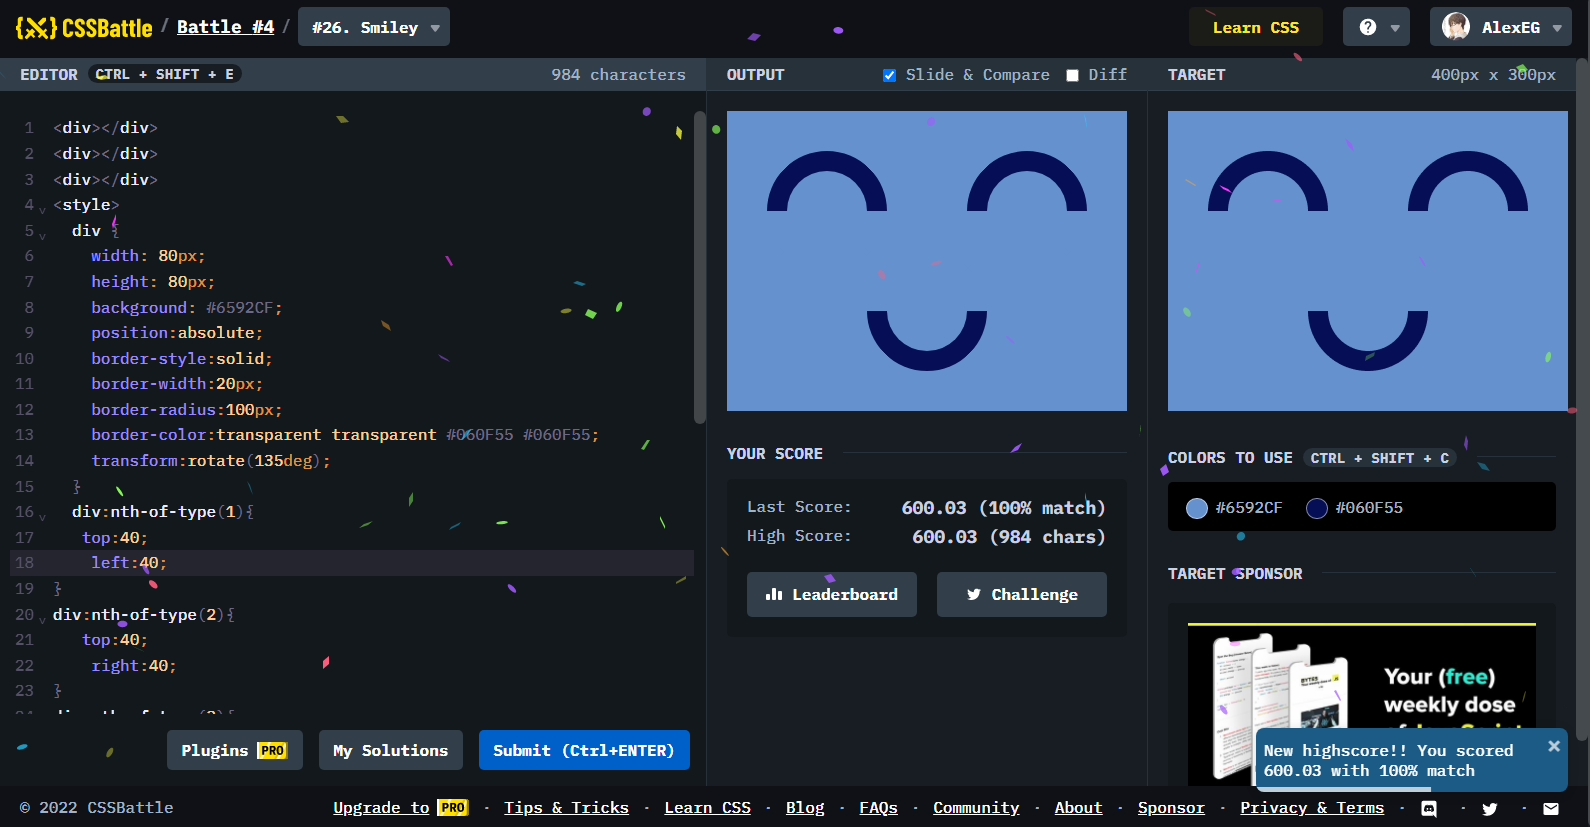 CSSBattle / Battle #4 / #26. Smiley
Learn CSS
?
AlexEG
EDITOR CTRL + SHIFT + E
984 characters
1 <div></div>
2 <div></div>
3 <div></div>
4 <style>
5 div {
6 width: 80px;
7 height: 80px;
8 background: #6592CF;
9 position:absolute;
10 border-style:solid;
11 border-width:20px;
12 border-radius:100px;
13 border-color:transparent transparent #060F55 #060F55;
14 transform:rotate(135deg);
15 }
16 div:nth-of-type(1){
17 top:40;
18 left:40;
19 }
20 div:nth-of-type(2){
21 top:40;
22 right:40;
23 }
Plugins PRO
My Solutions
Submit (Ctrl+ENTER)
OUTPUT
Slide & Compare
Diff
YOUR SCORE
Last Score: 600.03 (100% match)
High Score: 600.03 (984 chars)
Leaderboard
Challenge
TARGET
400px x 300px
COLORS TO USE CTRL + SHIFT + C
#6592CF #060F55
TARGET SPONSOR
Your (free)
weekly dose
New highscore!! You scored
600.03 with 100% match
© 2022 CSSBattle
Upgrade to PRO · Tips & Tricks · Learn CSS · Blog · FAQs · Community · About · Sponsor · Privacy & Terms